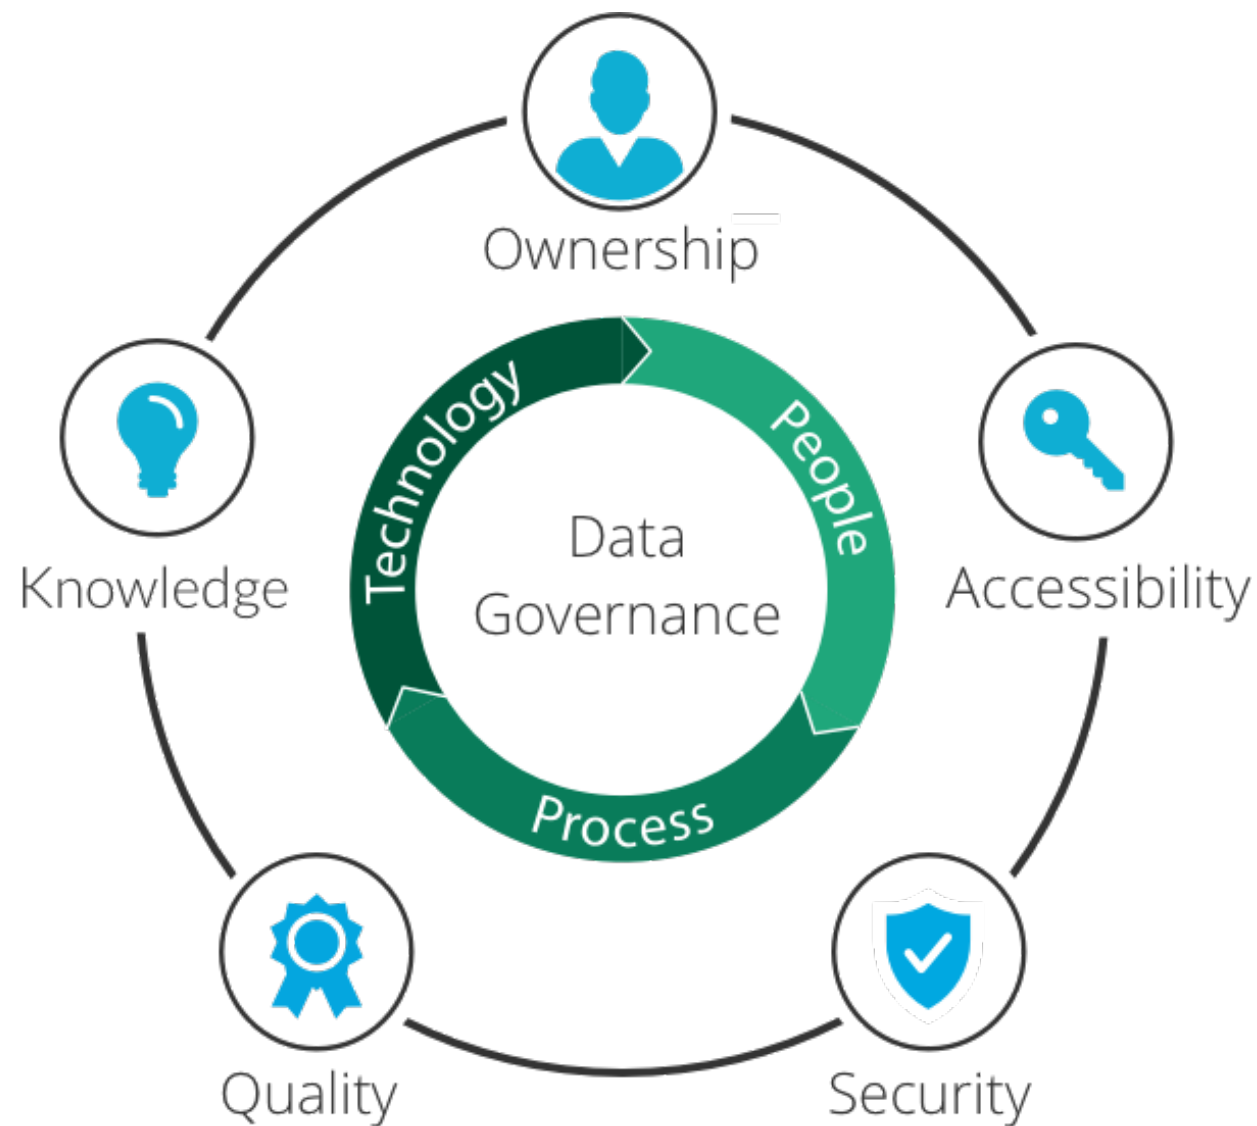 Ownership
Technology
People
Data
Governance
Knowledge
Accessibility
Process
Quality
Security